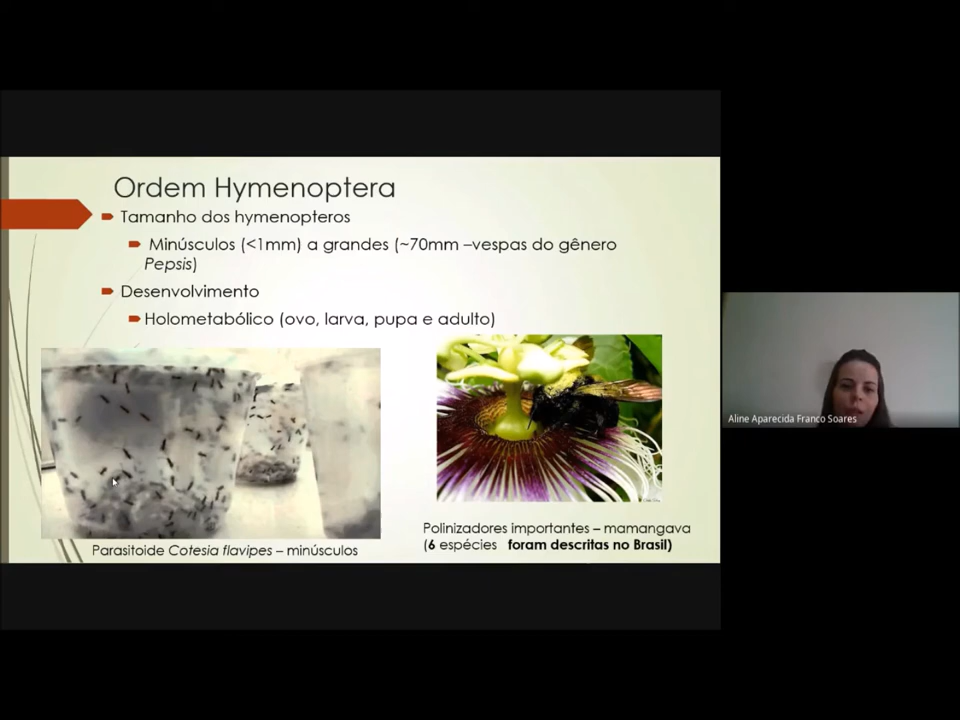 Ordem Hymenoptera
Tamanho dos hymenopteros
Minúsculos (<1mm) a grandes (~70mm –vespas do gênero
Pepsis)
Desenvolvimento
Holometabólico (ovo, larva, pupa e adulto)
Parasitoide Cotesia flavipes – minúsculos
Polinizadores importantes – mamangava
(6 espécies foram descritas no Brasil)
Aline Aparecida Franco Soares